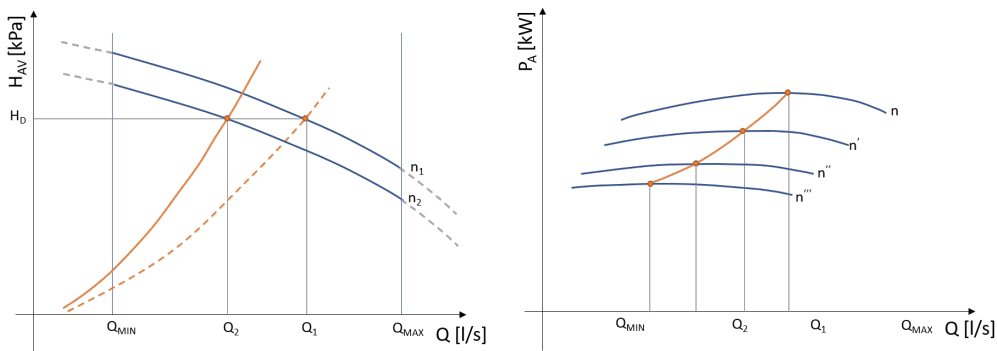 H_AV [kPa]
H_D
n_1
n_2
Q_MIN
Q_2
Q_1
Q_MAX
Q [l/s]
P_A [kW]
n
n'
n''
n'''
Q_MIN
Q_2
Q_1
Q_MAX
Q [l/s]